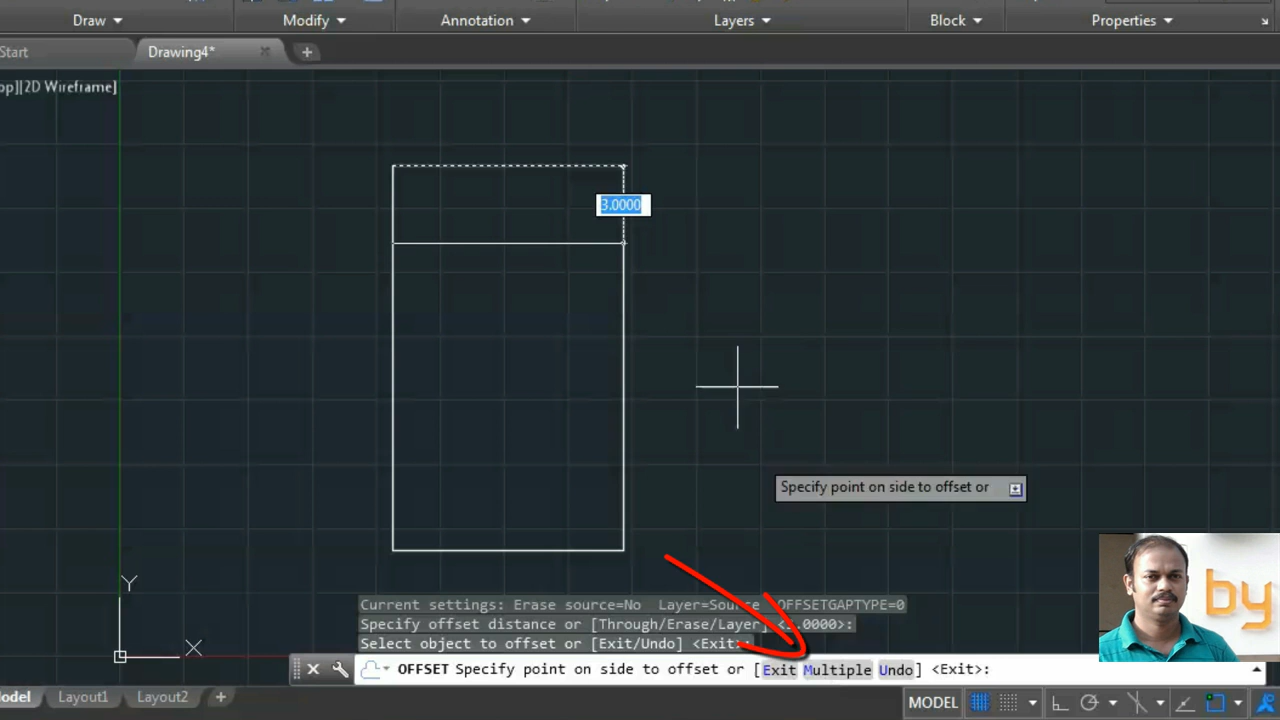 Draw Modify Annotation Layers Block Properties
Start Drawing4*
op][2D Wireframe]
3.0000
Specify point on side to offset or
by
Y
X
Current settings: Erase source=No Layer=Source OFFSETGAPTYPE=0
Specify offset distance or [Through/Erase/Layer] <3.0000>:
Select object to offset or [Exit/Undo] <Exit>:
OFFSET Specify point on side to offset or [Exit Multiple Undo] <Exit>:
Model Layout1 Layout2 MODEL